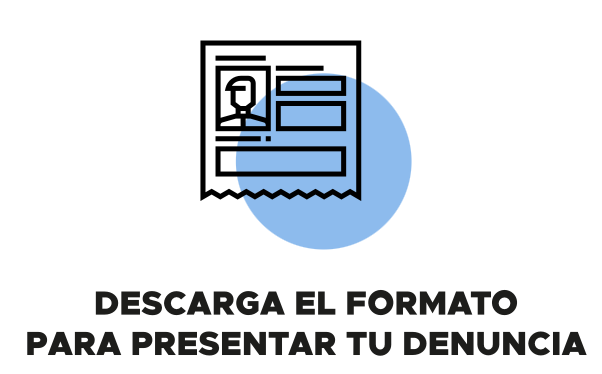 DESCARGA EL FORMATO
PARA PRESENTAR TU DENUNCIA